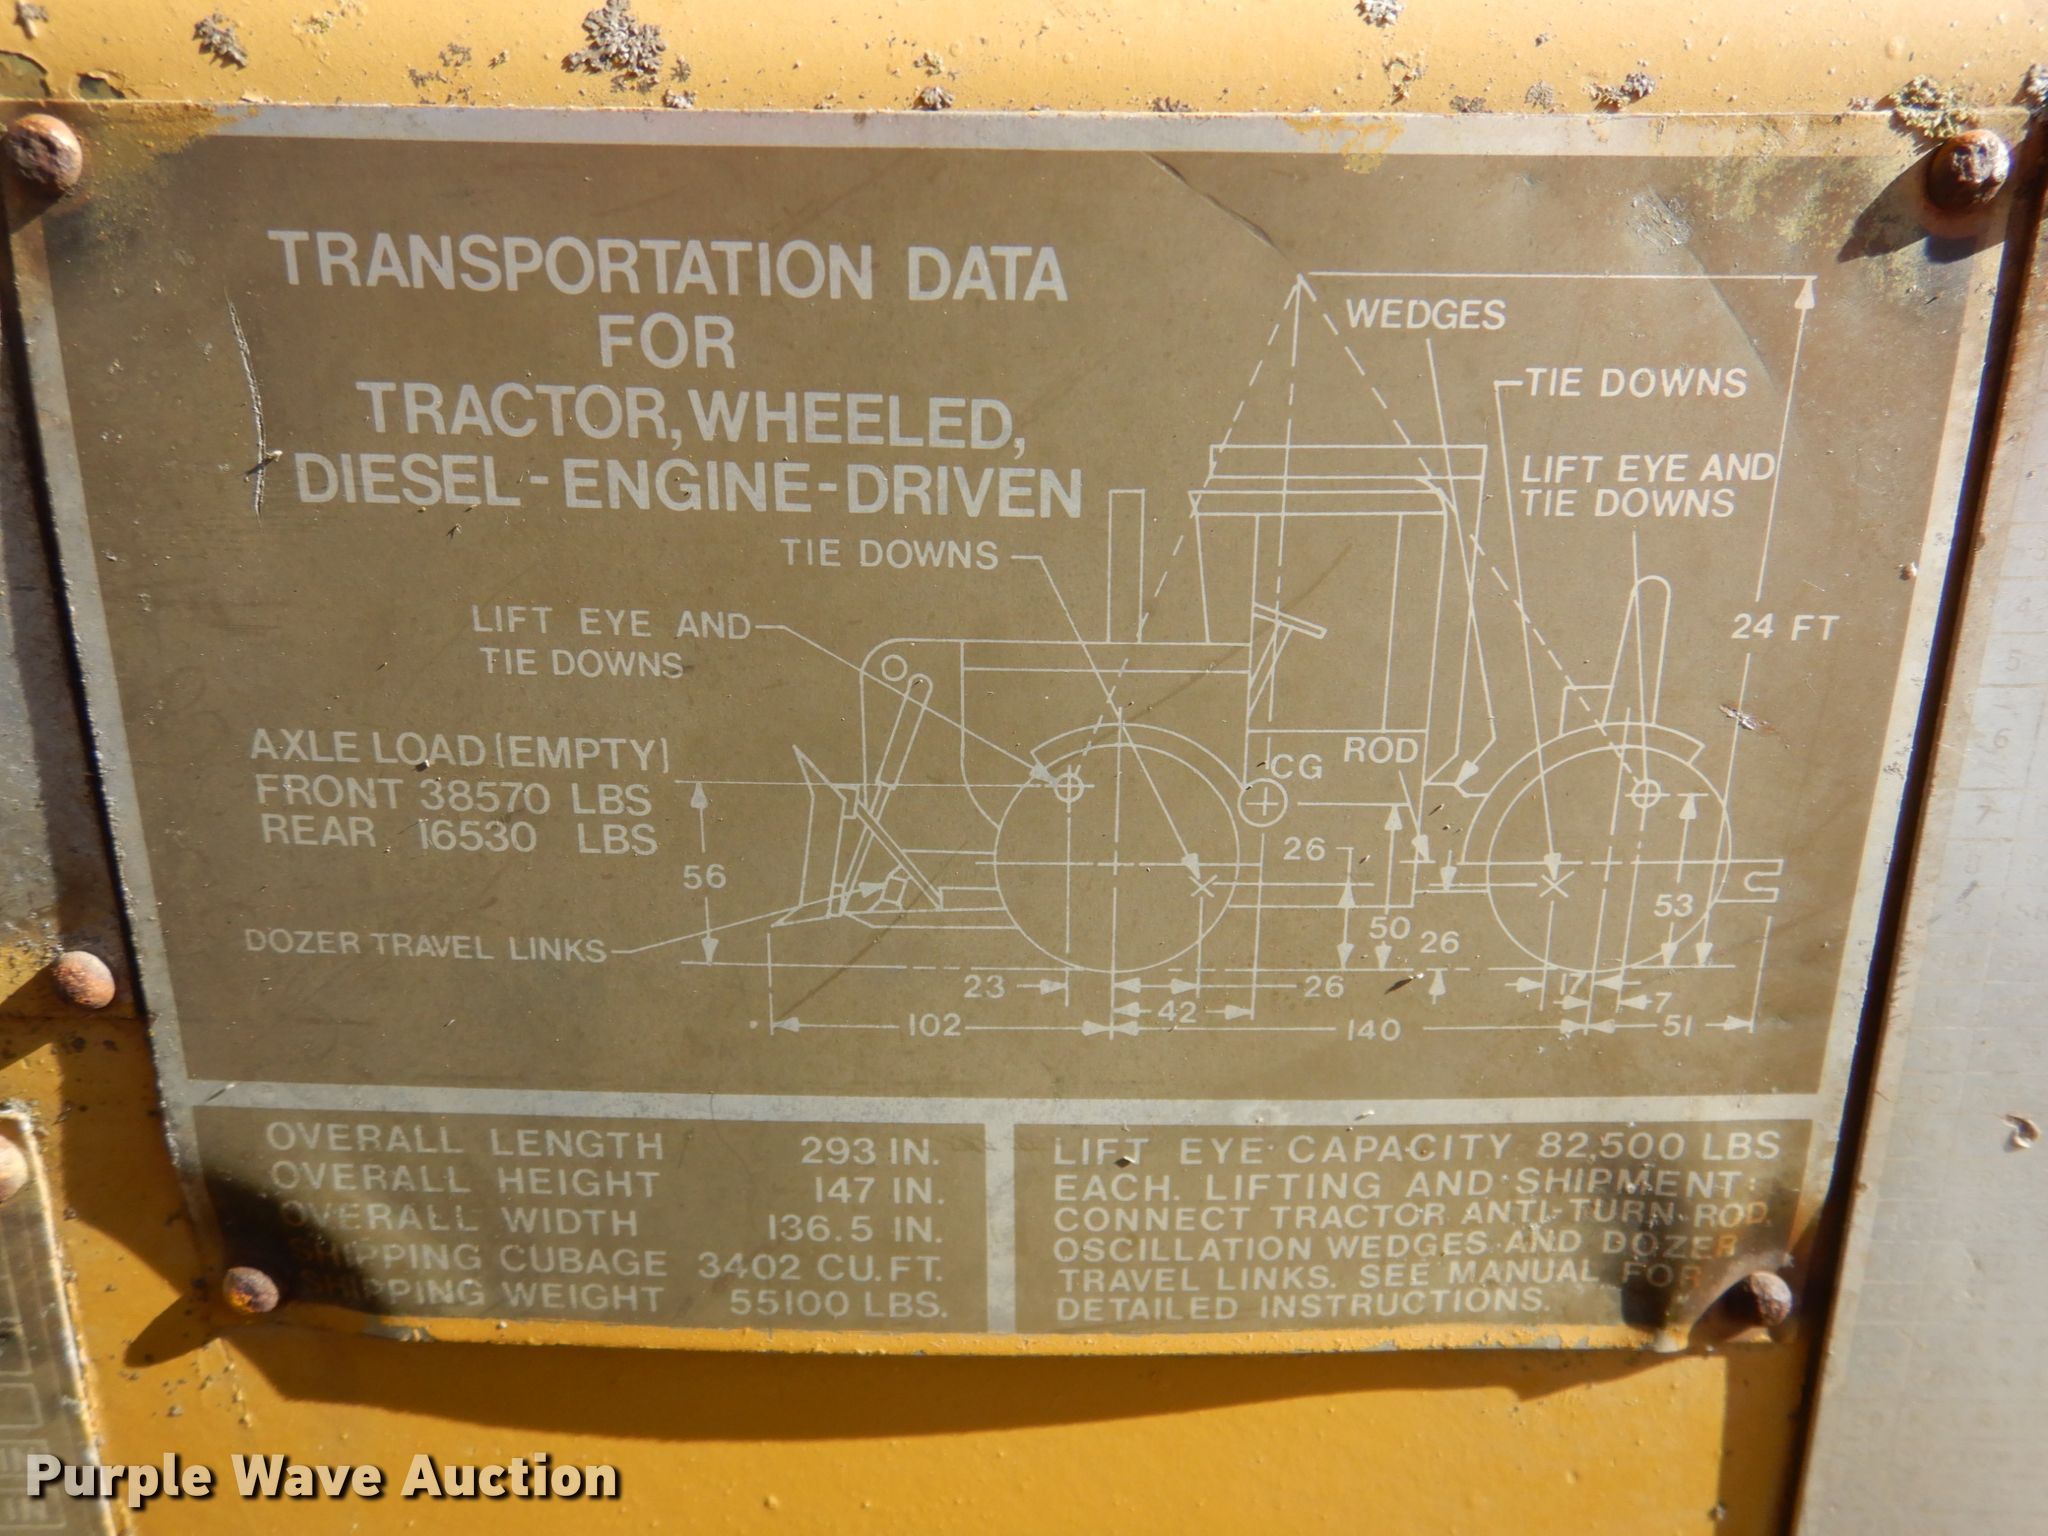 TRANSPORTATION DATA
FOR
TRACTOR, WHEELED,
DIESEL-ENGINE-DRIVEN
WEDGES
TIE DOWNS
LIFT EYE AND
TIE DOWNS
TIE DOWNS
LIFT EYE AND
TIE DOWNS
24 FT
AXLE LOAD [EMPTY]
FRONT 38570 LBS
REAR 16530 LBS
ROD
CG
56
26
53
50
26
DOZER TRAVEL LINKS
23
26
17
7
42
102
140
51
OVERALL LENGTH 293 IN.
OVERALL HEIGHT 147 IN.
OVERALL WIDTH 136.5 IN.
SHIPPING CUBAGE 3402 CU. FT.
SHIPPING WEIGHT 55100 LBS.
LIFT EYE CAPACITY 82,500 LBS
EACH. LIFTING AND SHIPMENT:
CONNECT TRACTOR ANTI-TURN ROD.
OSCILLATION WEDGES AND DOZER
TRAVEL LINKS. SEE MANUAL FOR
DETAILED INSTRUCTIONS.
Purple Wave Auction